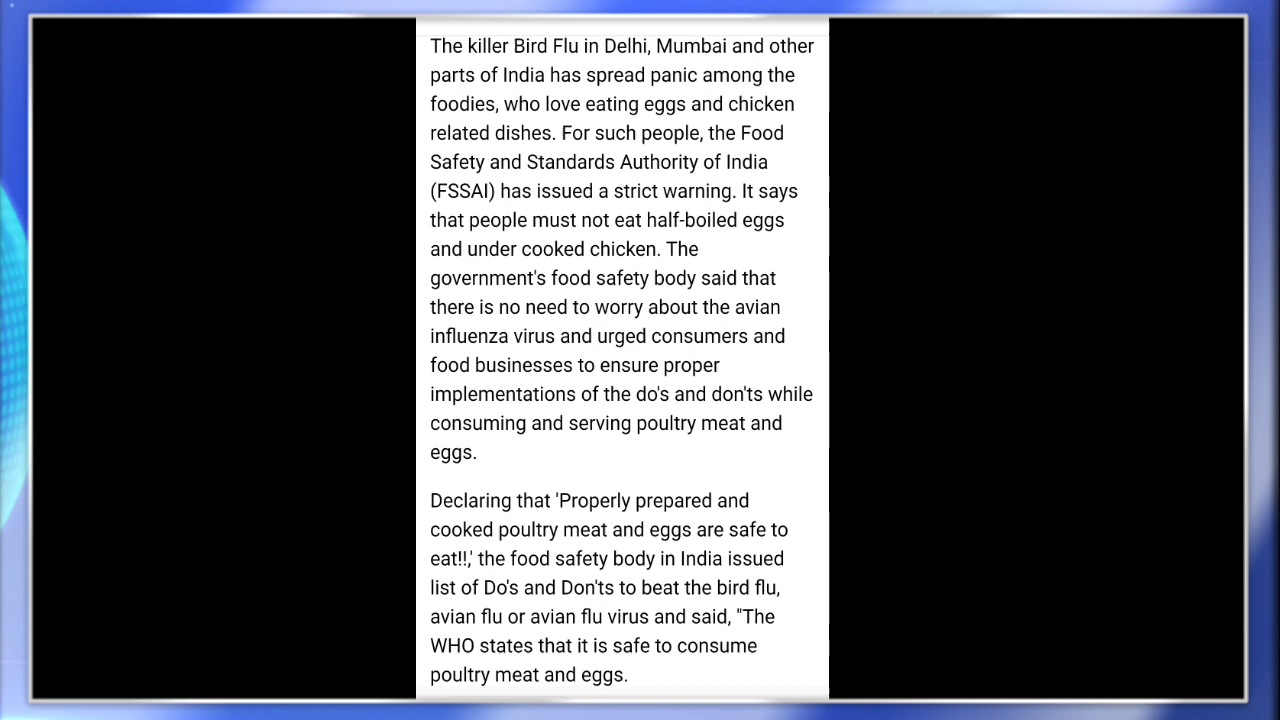 The killer Bird Flu in Delhi, Mumbai and other
parts of India has spread panic among the
foodies, who love eating eggs and chicken
related dishes. For such people, the Food
Safety and Standards Authority of India
(FSSAI) has issued a strict warning. It says
that people must not eat half-boiled eggs
and under cooked chicken. The
government's food safety body said that
there is no need to worry about the avian
influenza virus and urged consumers and
food businesses to ensure proper
implementations of the do's and don'ts while
consuming and serving poultry meat and
eggs.
Declaring that 'Properly prepared and
cooked poultry meat and eggs are safe to
eat!!,' the food safety body in India issued
list of Do's and Don'ts to beat the bird flu,
avian flu or avian flu virus and said, "The
WHO states that it is safe to consume
poultry meat and eggs.